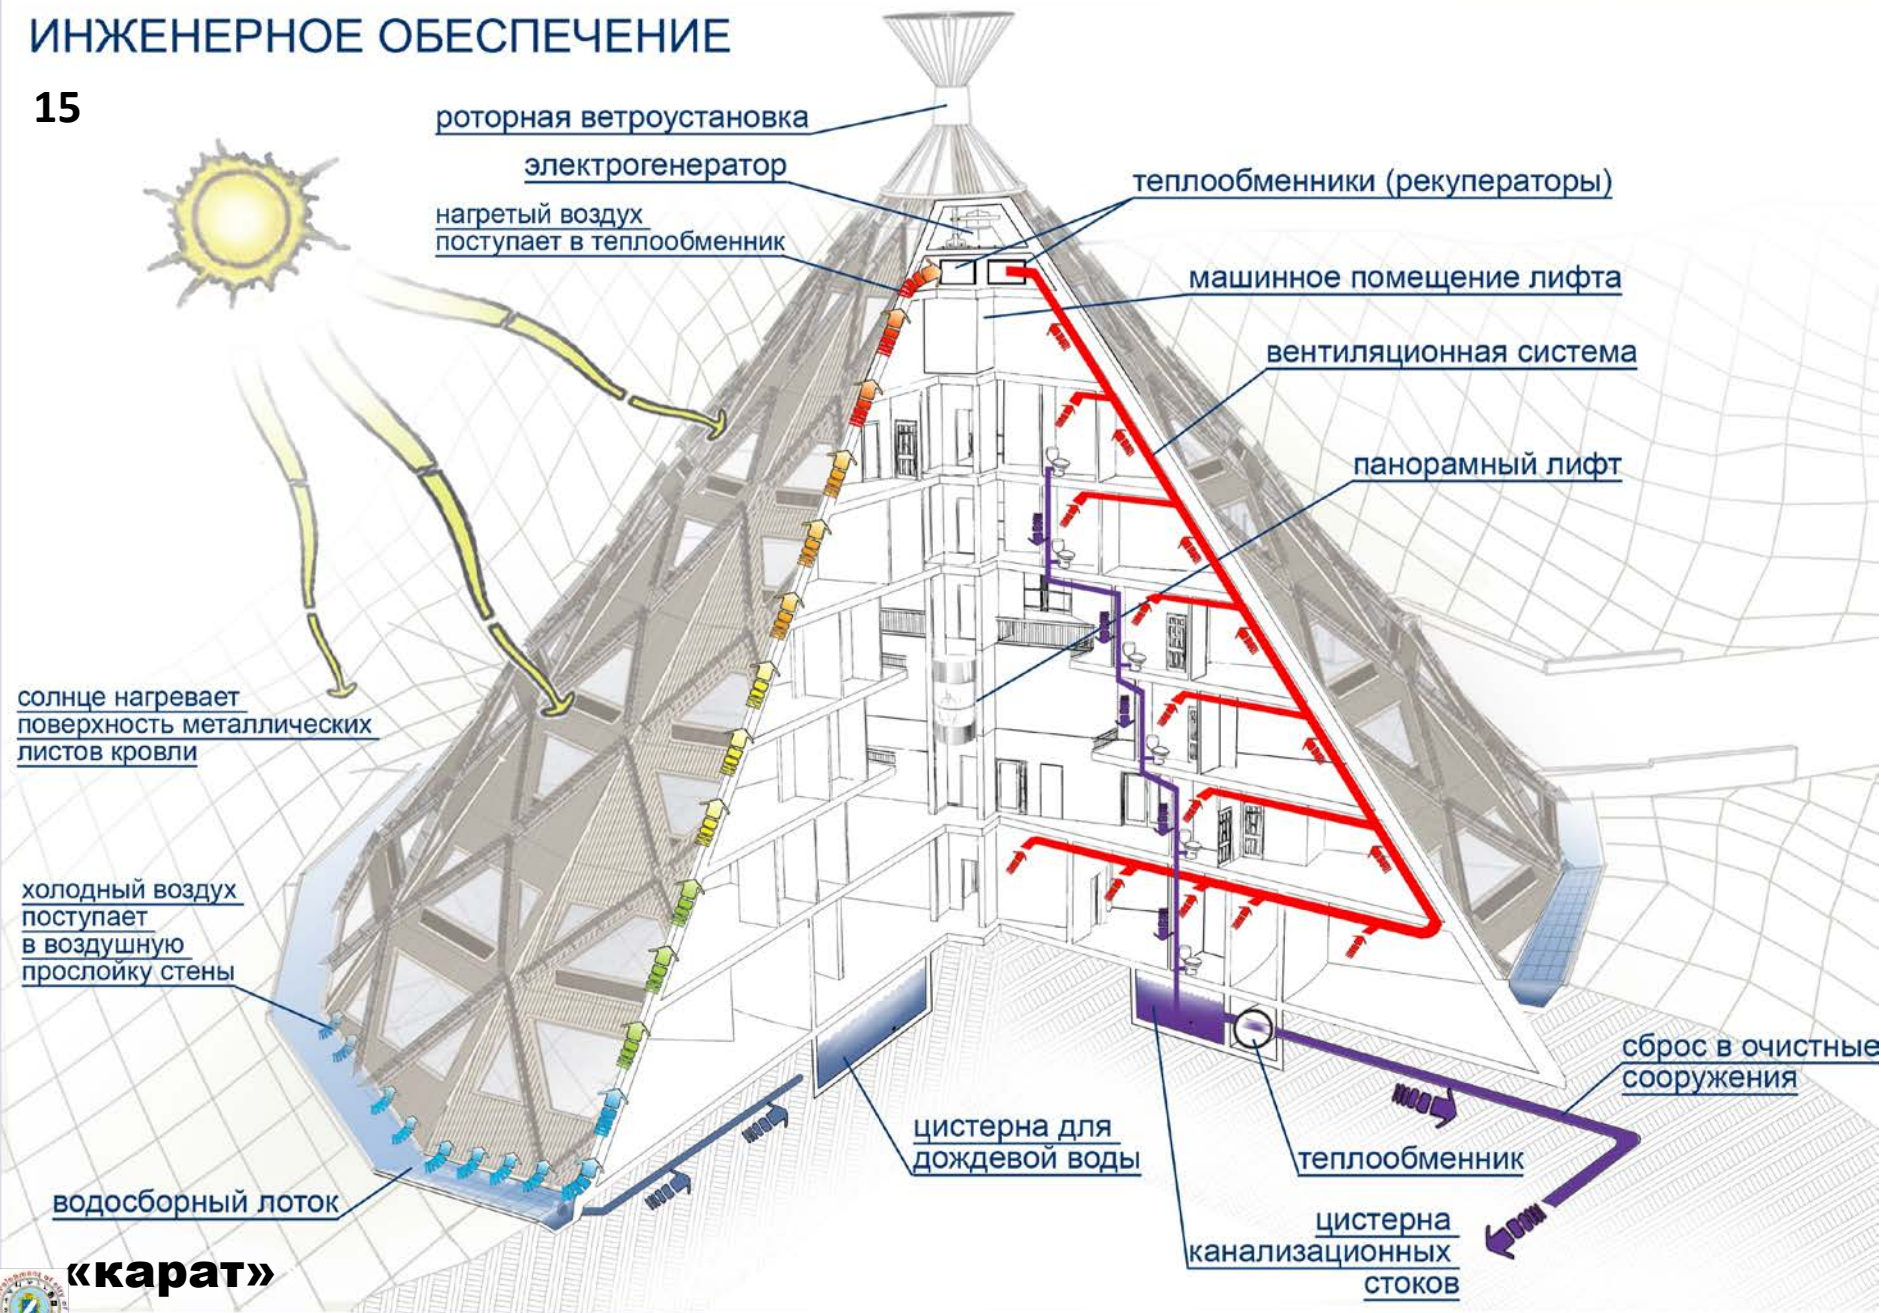 ИНЖЕНЕРНОЕ ОБЕСПЕЧЕНИЕ
15
роторная ветроустановка
электрогенератор
нагретый воздух
поступает в теплообменник
теплообменники (рекуператоры)
машинное помещение лифта
вентиляционная система
панорамный лифт
солнце нагревает
поверхность металлических
листов кровли
холодный воздух
поступает
в воздушную
прослойку стены
водосборный лоток
цистерна для
дождевой воды
сброс в очистные
сооружения
теплообменник
цистерна
канализационных
стоков
«карат»